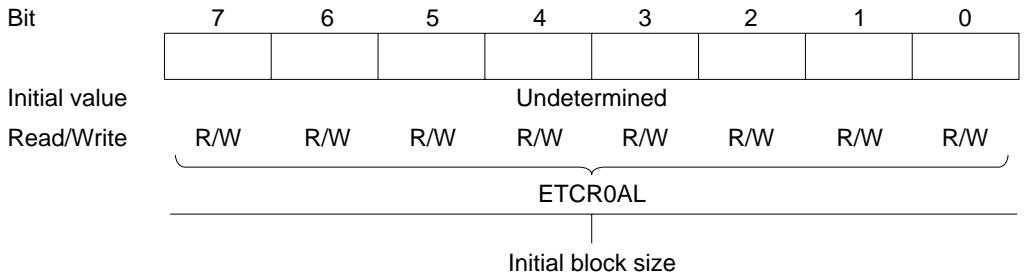 Bit 7 6 5 4 3 2 1 0
Initial value Undetermined
Read/Write R/W R/W R/W R/W R/W R/W R/W R/W
ETCR0AL
Initial block size